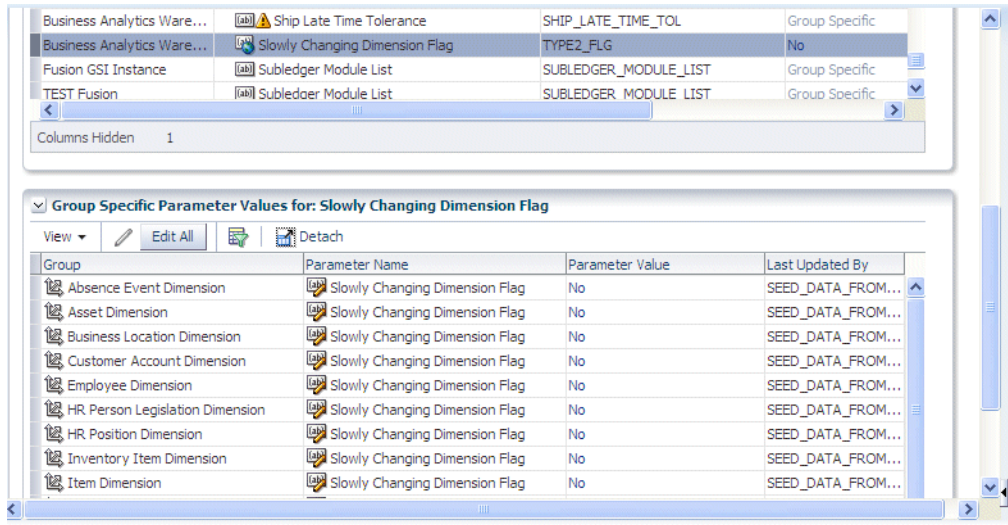 Business Analytics Ware... Ship Late Time Tolerance SHIP_LATE_TIME_TOL Group Specific
Business Analytics Ware... Slowly Changing Dimension Flag TYPE2_FLG No
Fusion GSI Instance Subledger Module List SUBLEDGER_MODULE_LIST Group Specific
TEST Fusion Subledger Module List SUBLEDGER_MODULE_LIST Group Specific
Columns Hidden 1
Group Specific Parameter Values for: Slowly Changing Dimension Flag
View Edit All Detach
Group Parameter Name Parameter Value Last Updated By
Absence Event Dimension Slowly Changing Dimension Flag No SEED_DATA_FROM...
Asset Dimension Slowly Changing Dimension Flag No SEED_DATA_FROM...
Business Location Dimension Slowly Changing Dimension Flag No SEED_DATA_FROM...
Customer Account Dimension Slowly Changing Dimension Flag No SEED_DATA_FROM...
Employee Dimension Slowly Changing Dimension Flag No SEED_DATA_FROM...
HR Person Legislation Dimension Slowly Changing Dimension Flag No SEED_DATA_FROM...
HR Position Dimension Slowly Changing Dimension Flag No SEED_DATA_FROM...
Inventory Item Dimension Slowly Changing Dimension Flag No SEED_DATA_FROM...
Item Dimension Slowly Changing Dimension Flag No SEED_DATA_FROM...